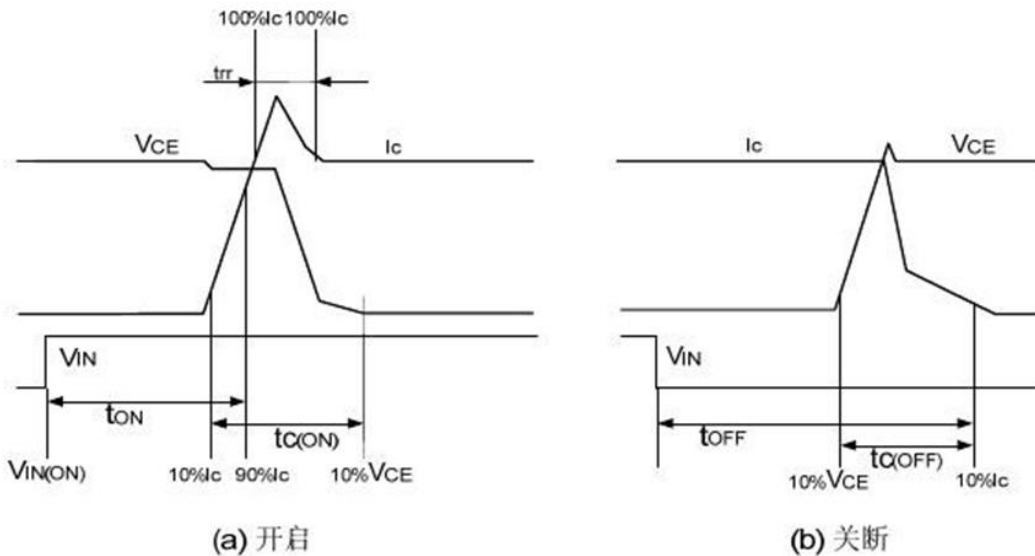 100%Ic 100%Ic
trr
VCE Ic
VIN
tON
tC(ON)
VIN(ON) 10%Ic 90%Ic 10%VCE
(a) 开启
Ic VCE
VIN
tOFF
tC(OFF)
10%VCE 10%Ic
(b) 关断